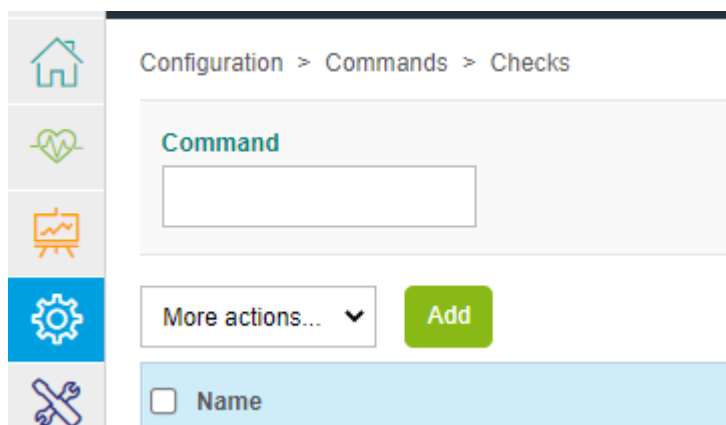 Configuration > Commands > Checks
Command
More actions...
Add
Name